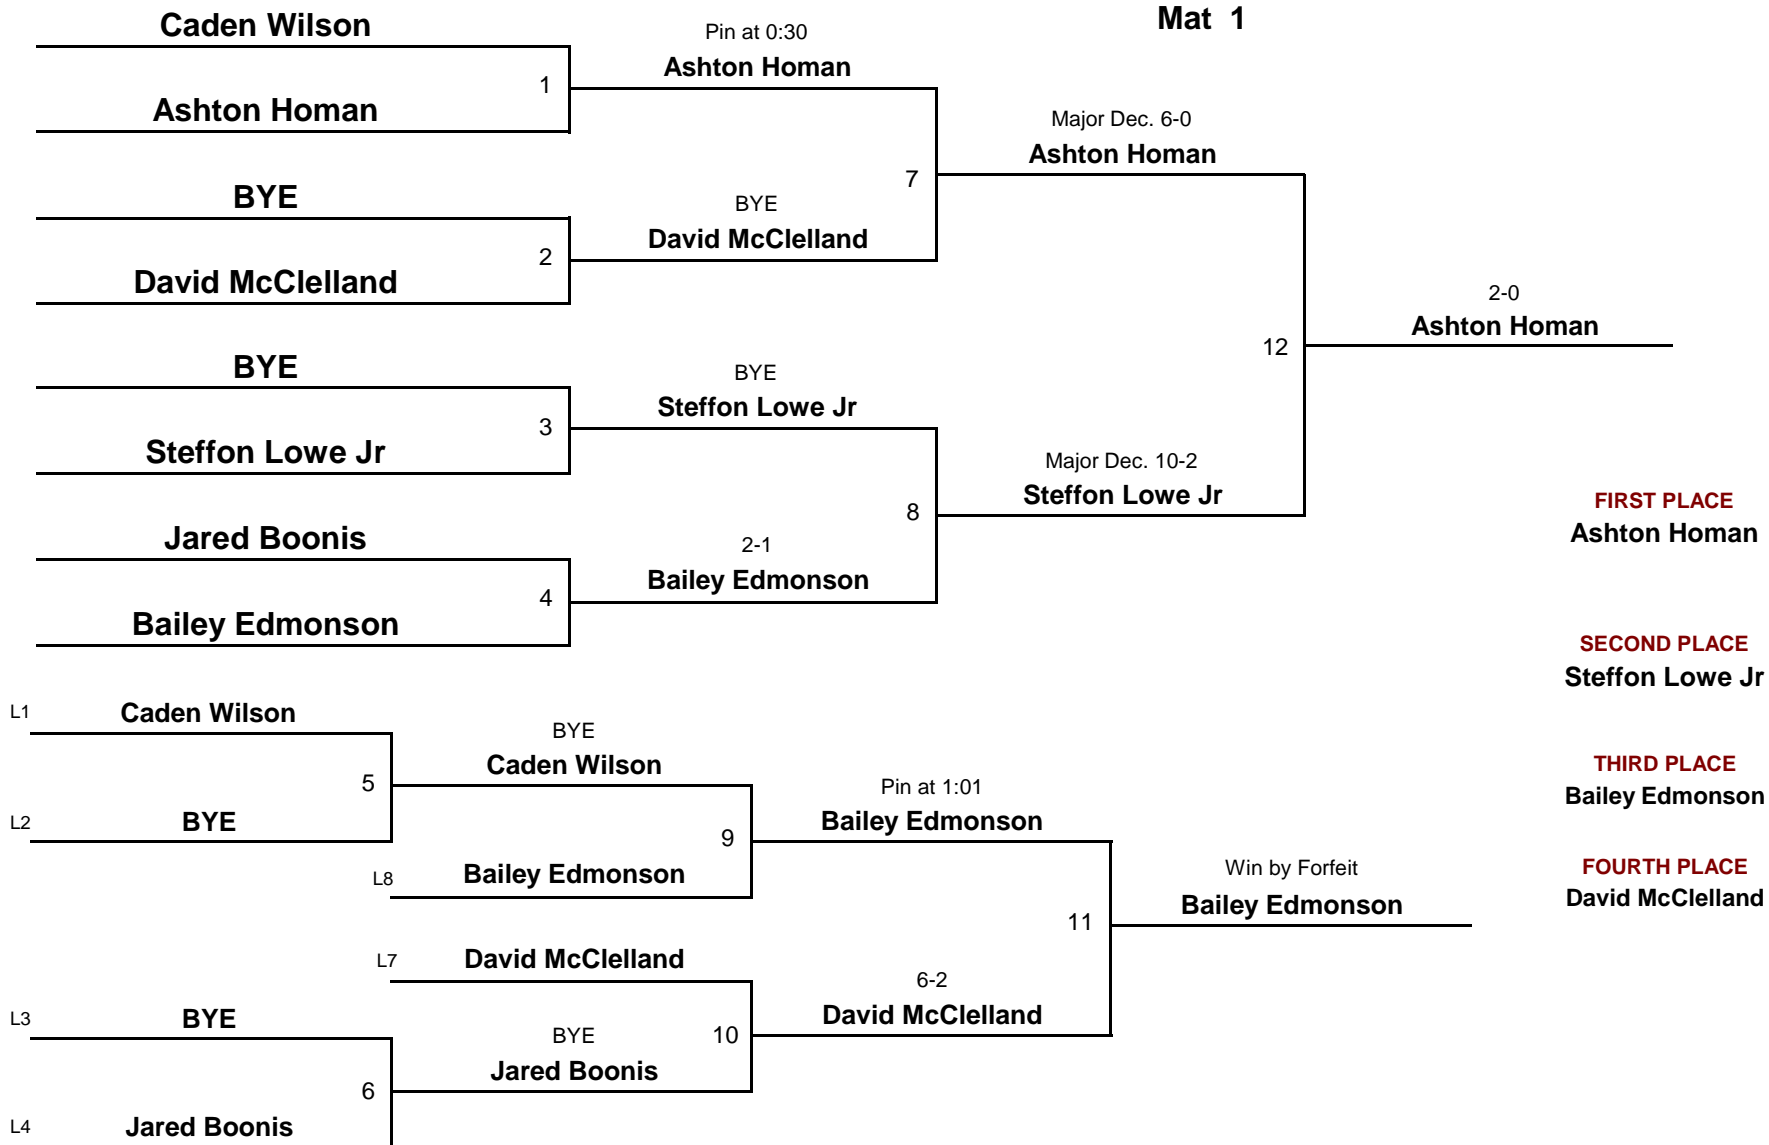 Mat 1
Caden Wilson
1
Ashton Homan
Pin at 0:30
Ashton Homan
BYE
2
David McClelland
BYE
David McClelland
7
Major Dec. 6-0
Ashton Homan
BYE
3
Steffon Lowe Jr
BYE
Steffon Lowe Jr
Jared Boonis
4
Bailey Edmonson
2-1
Bailey Edmonson
8
Major Dec. 10-2
Steffon Lowe Jr
12
2-0
Ashton Homan
FIRST PLACE
Ashton Homan
SECOND PLACE
Steffon Lowe Jr
THIRD PLACE
Bailey Edmonson
FOURTH PLACE
David McClelland
L1 Caden Wilson
5
L2 BYE
BYE
Caden Wilson
9
L8 Bailey Edmonson
Pin at 1:01
Bailey Edmonson
L7 David McClelland
L3 BYE
6
L4 Jared Boonis
BYE
Jared Boonis
10
6-2
David McClelland
11
Win by Forfeit
Bailey Edmonson